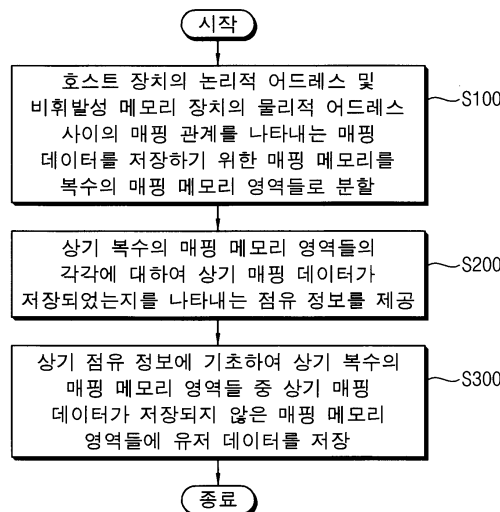 시작
호스트 장치의 논리적 어드레스 및
비휘발성 메모리 장치의 물리적 어드레스
사이의 매핑 관계를 나타내는 매핑
데이터를 저장하기 위한 매핑 메모리를
복수의 매핑 메모리 영역들로 분할
S100
상기 복수의 매핑 메모리 영역들의
각각에 대하여 상기 매핑 데이터가
저장되었는지를 나타내는 점유 정보를 제공
S200
상기 점유 정보에 기초하여 상기 복수의
매핑 메모리 영역들 중 상기 매핑
데이터가 저장되지 않은 매핑 메모리
영역들에 유저 데이터를 저장
S300
종료